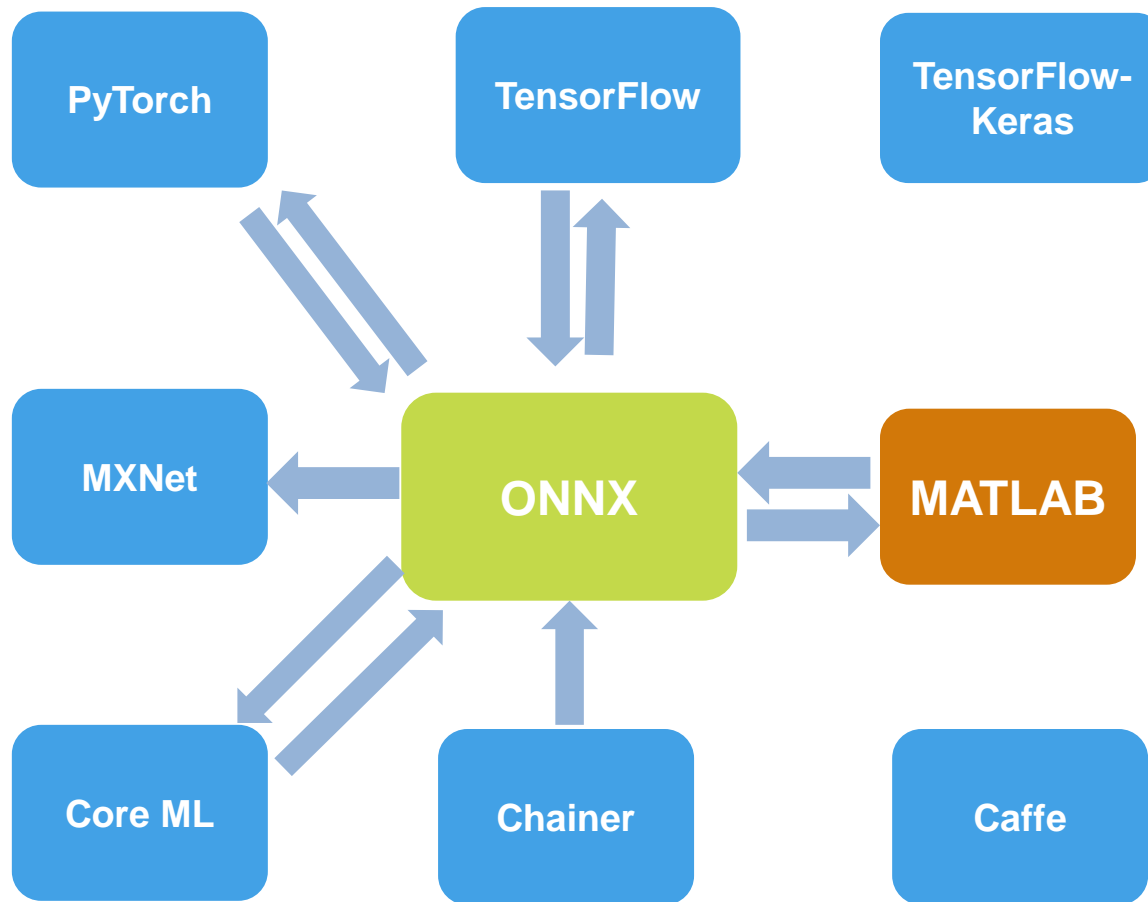 PyTorch
TensorFlow
TensorFlow-
Keras
MXNet
ONNX
MATLAB
Core ML
Chainer
Caffe